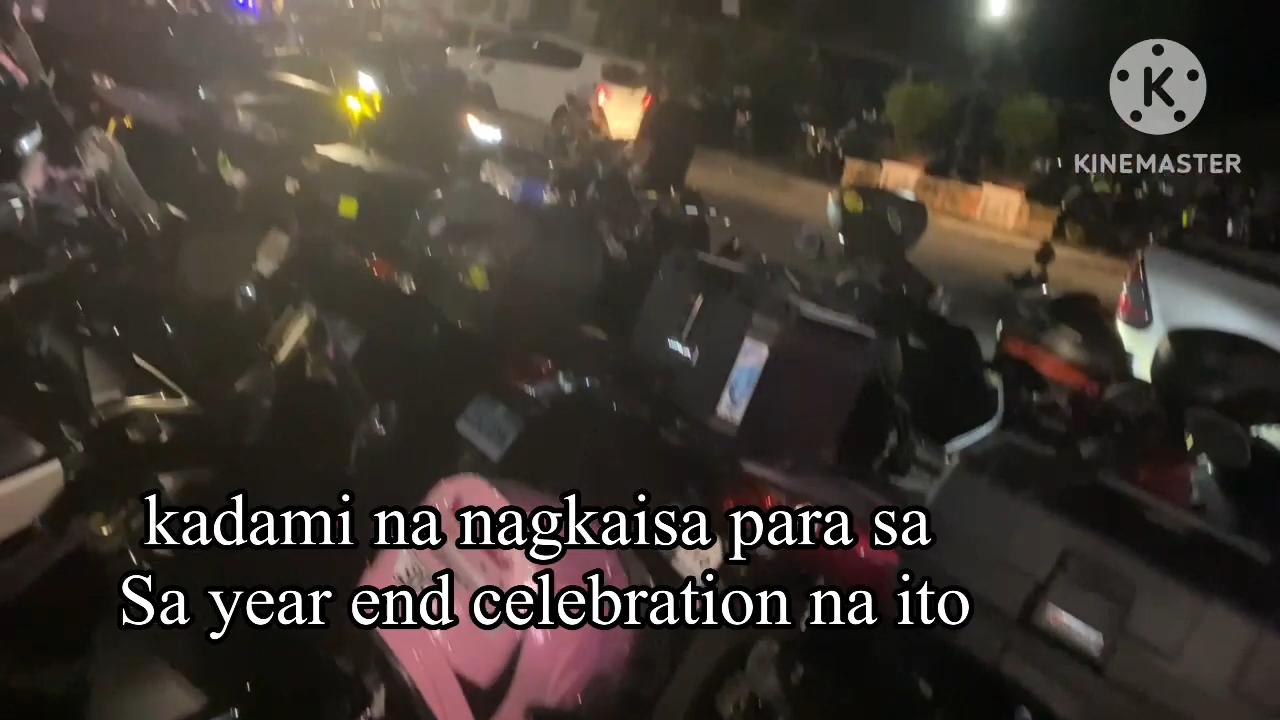 KINEMASTER
kadami na nagkaisa para sa
Sa year end celebration na ito